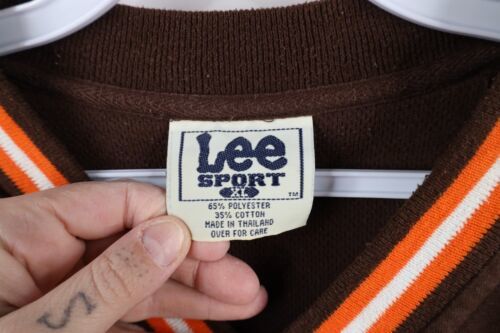 Lee
SPORT
XL
TM
65% POLYESTER
35% COTTON
MADE IN THAILAND
OVER FOR CARE